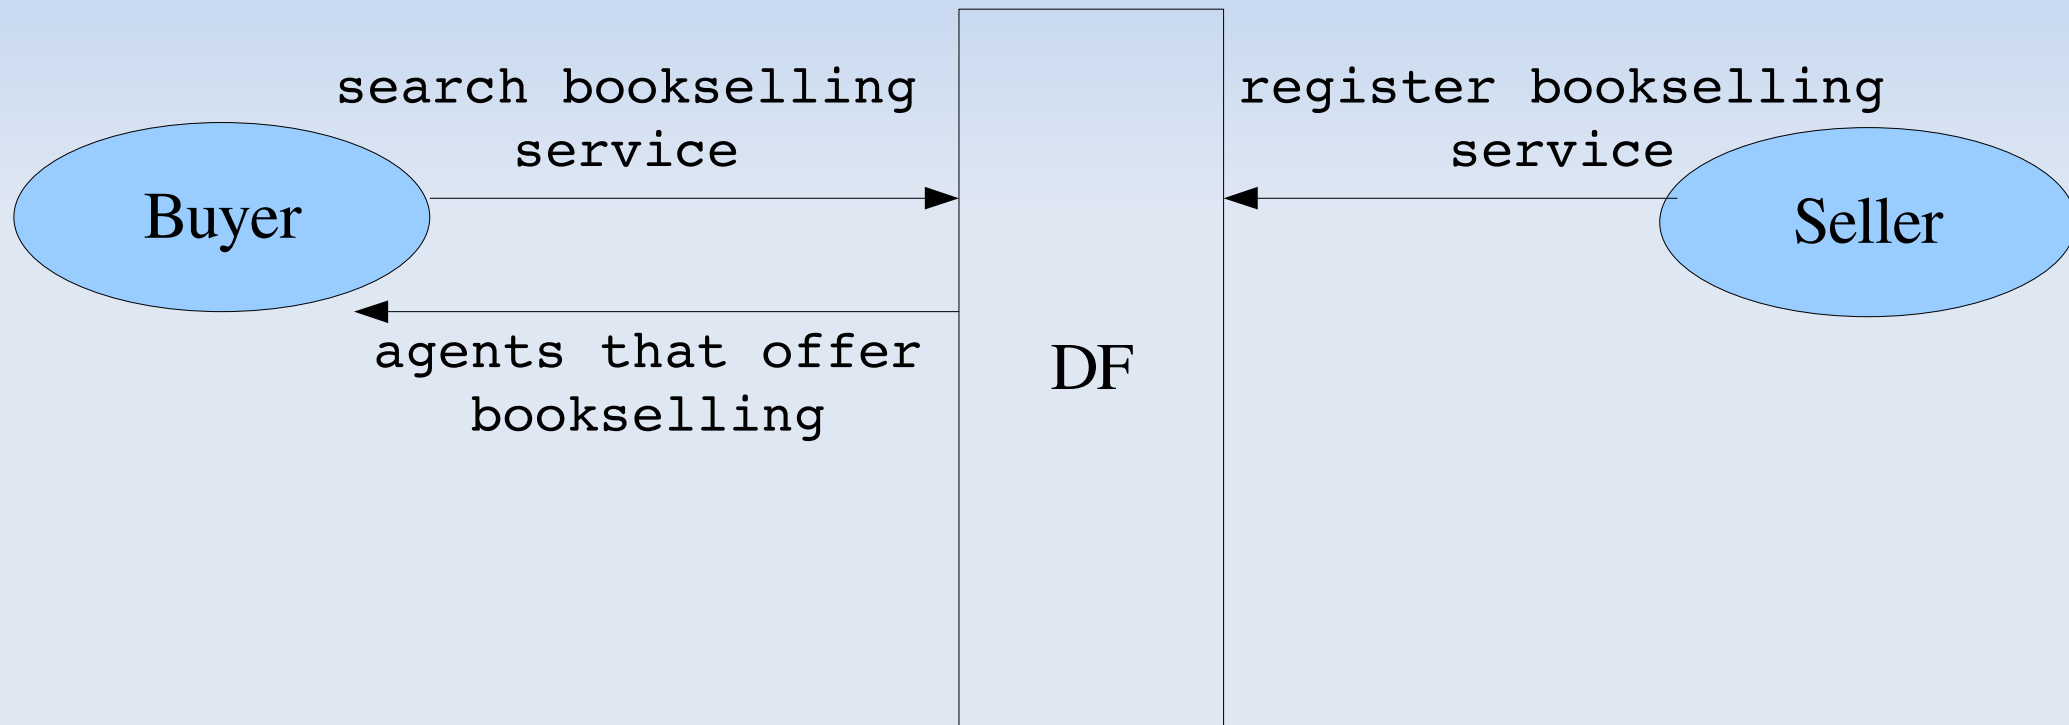 search bookselling
service
register bookselling
service
Buyer
Seller
agents that offer
bookselling
DF